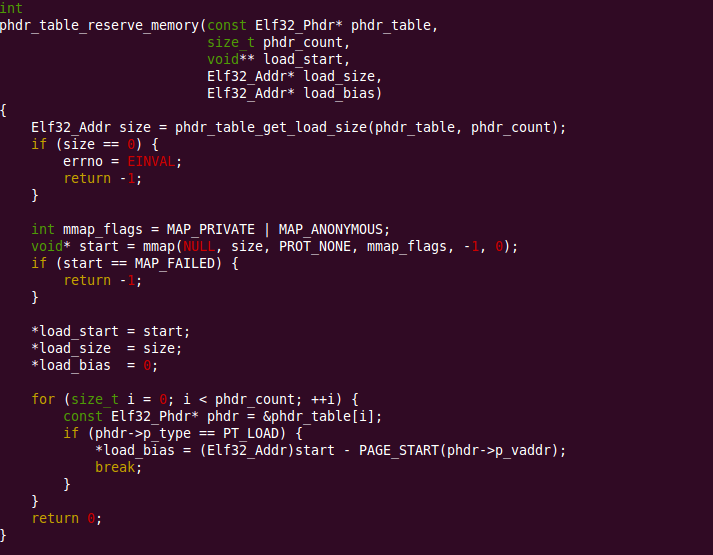 int
phdr_table_reserve_memory(const Elf32_Phdr* phdr_table,
                          size_t phdr_count,
                          void** load_start,
                          Elf32_Addr* load_size,
                          Elf32_Addr* load_bias)
{
    Elf32_Addr size = phdr_table_get_load_size(phdr_table, phdr_count);
    if (size == 0) {
        errno = EINVAL;
        return -1;
    }

    int mmap_flags = MAP_PRIVATE | MAP_ANONYMOUS;
    void* start = mmap(NULL, size, PROT_NONE, mmap_flags, -1, 0);
    if (start == MAP_FAILED) {
        return -1;
    }

    *load_start = start;
    *load_size  = size;
    *load_bias  = 0;

    for (size_t i = 0; i < phdr_count; ++i) {
        const Elf32_Phdr* phdr = &phdr_table[i];
        if (phdr->p_type == PT_LOAD) {
            *load_bias = (Elf32_Addr)start - PAGE_START(phdr->p_vaddr);
            break;
        }
    }
    return 0;
}